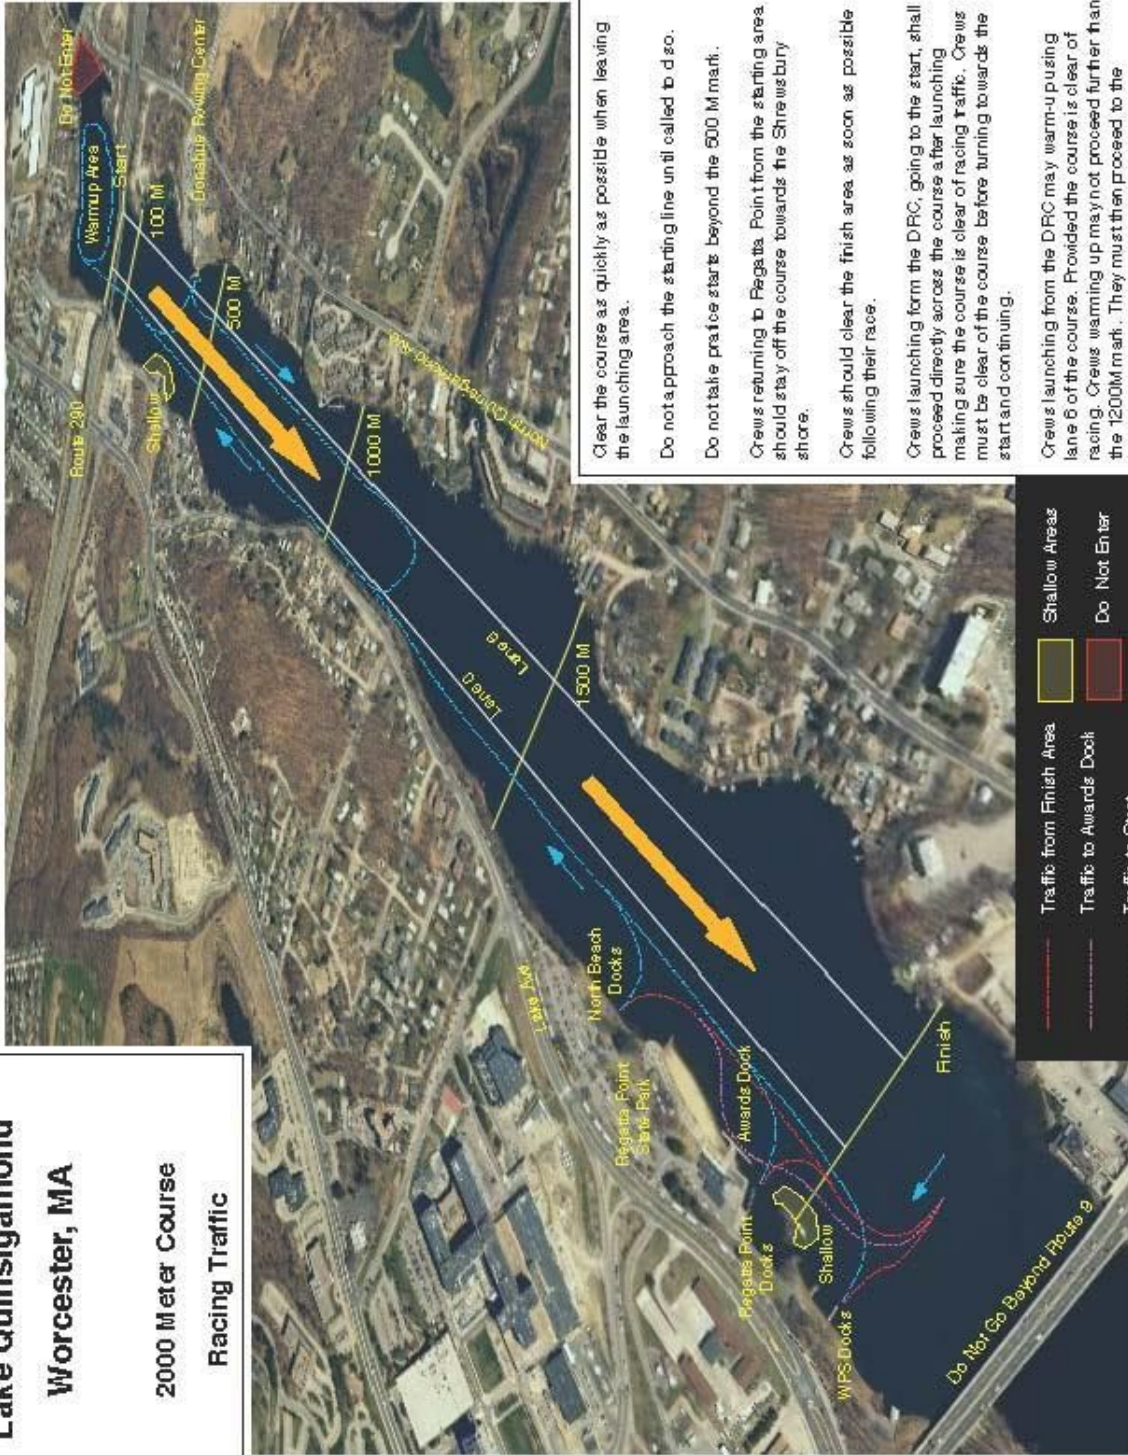 Lake Quinsigamond
Worcester, MA
2000 Meter Course
Racing Traffic
Do Not Enter
Warmup Area
Start
100 M
Donahue Rowing Center
Route 290
Shallow
500 M
1000 M
North Quinsigamond Ave
Lane 0
Lane 6
1500 M
Lake Ave
North Beach
Docks
Regatta Point
State Park
Awards Dock
Finish
Regatta Point
Docks
Shallow
WPS Docks
Do Not Go Beyond Route 9
Clear the course as quickly as possible when leaving
the launching area.
Do not approach the starting line until called to dso.
Do not take pratice starts beyond the 500 M mark.
Crews returning to Regatta Point from the starting area
should stay off the course towards the Shrewsbury
shore.
Crews should clear the finish area as soon as possible
following their race.
Crews launching form the DRC, going to the start, shall
proceed directly across the course after launching
making sure the course is clear of racing traffic. Crews
must be clear of the course before turning towards the
start and continuing.
Crews launching from the DRC may warm-up using
lane 6 of the course. Provided the course is clear of
racing. Crews warming up may not proceed further than
the 1200M mark. They must then proceed to the
Traffic from Finish Area
Traffic to Awards Dock
Traffic to Start
Shallow Areas
Do Not Enter